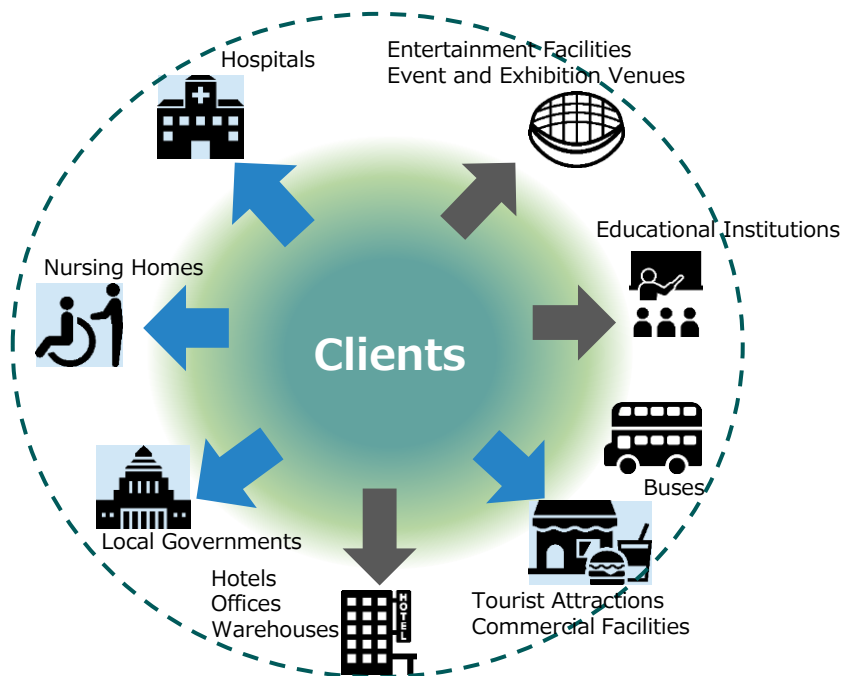 Hospitals
Entertainment Facilities
Event and Exhibition Venues
Educational Institutions
Nursing Homes
Clients
Buses
Local Governments
Hotels
Offices
Warehouses
HOTEL
Tourist Attractions
Commercial Facilities